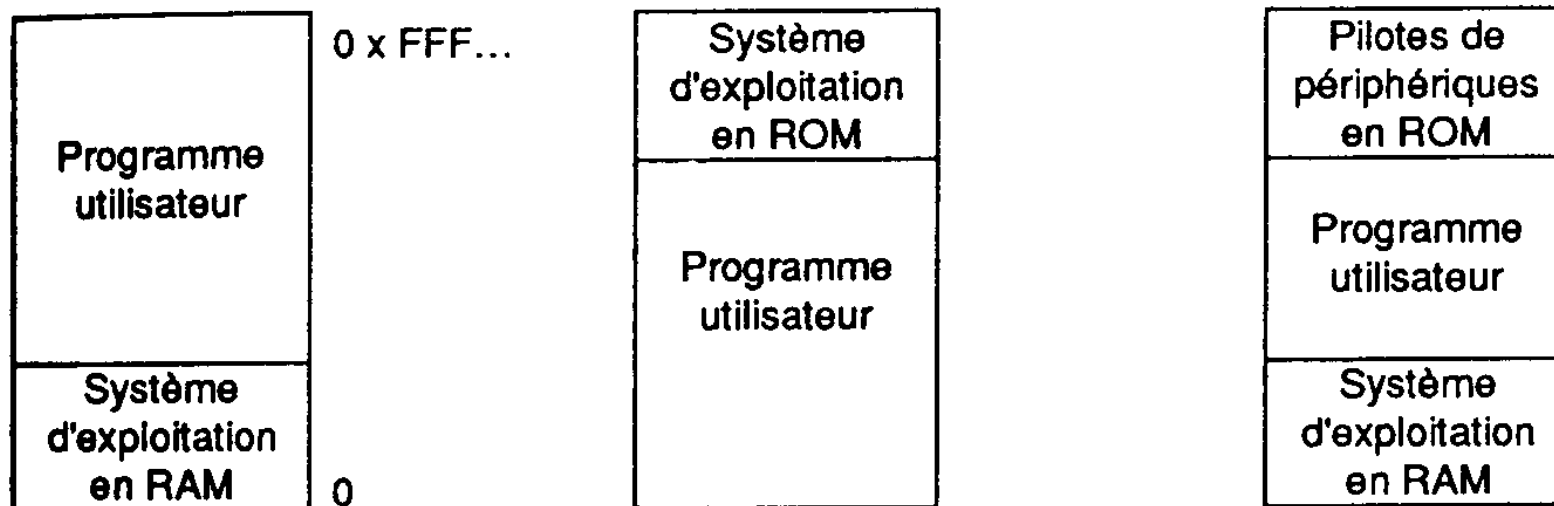 Programme
utilisateur
Système
d'exploitation
en RAM
0 x FFF...
0
Système
d'exploitation
en ROM
Programme
utilisateur
Pilotes de
périphériques
en ROM
Programme
utilisateur
Système
d'exploitation
en RAM